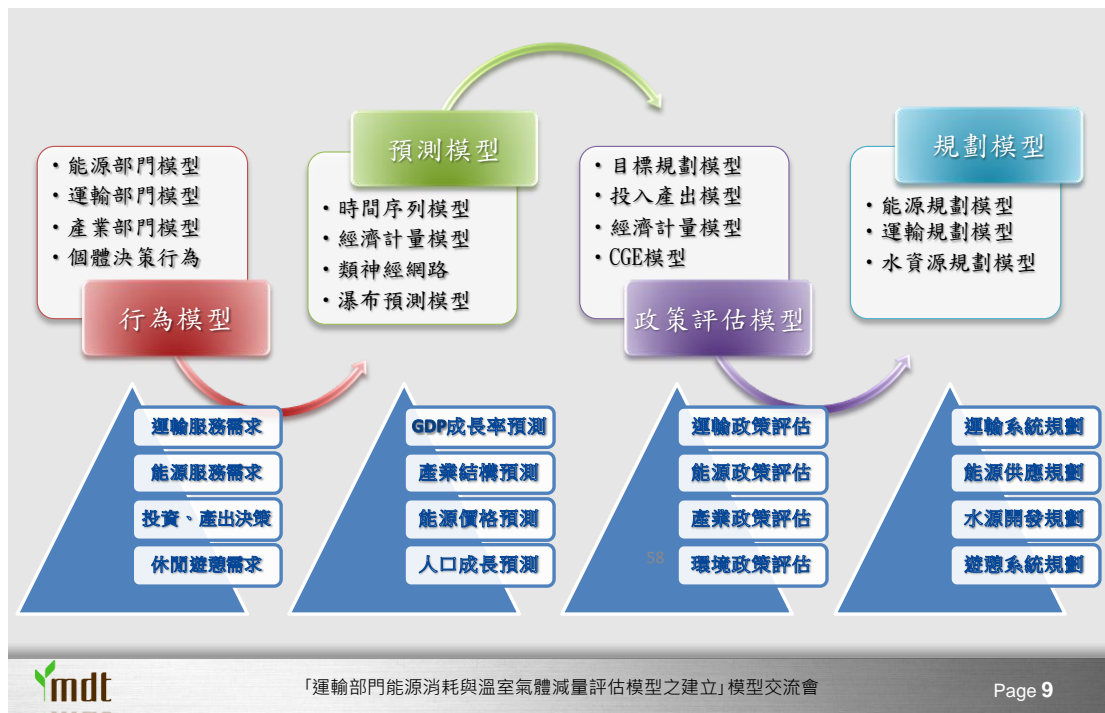 • 能源部門模型
• 運輸部門模型
• 產業部門模型
• 個體決策行為
行為模型
預測模型
• 時間序列模型
• 經濟計量模型
• 類神經網路
• 瀑布預測模型
• 目標規劃模型
• 投入產出模型
• 經濟計量模型
• CGE模型
政策評估模型
規劃模型
• 能源規劃模型
• 運輸規劃模型
• 水資源規劃模型
運輸服務需求
能源服務需求
投資、產出決策
休閒遊憩需求
GDP成長率預測
產業結構預測
能源價格預測
人口成長預測
運輸政策評估
能源政策評估
產業政策評估
58
環境政策評估
運輸系統規劃
能源供應規劃
水源開發規劃
遊憩系統規劃
mdt
「運輸部門能源消耗與溫室氣體減量評估模型之建立」模型交流會
Page 9